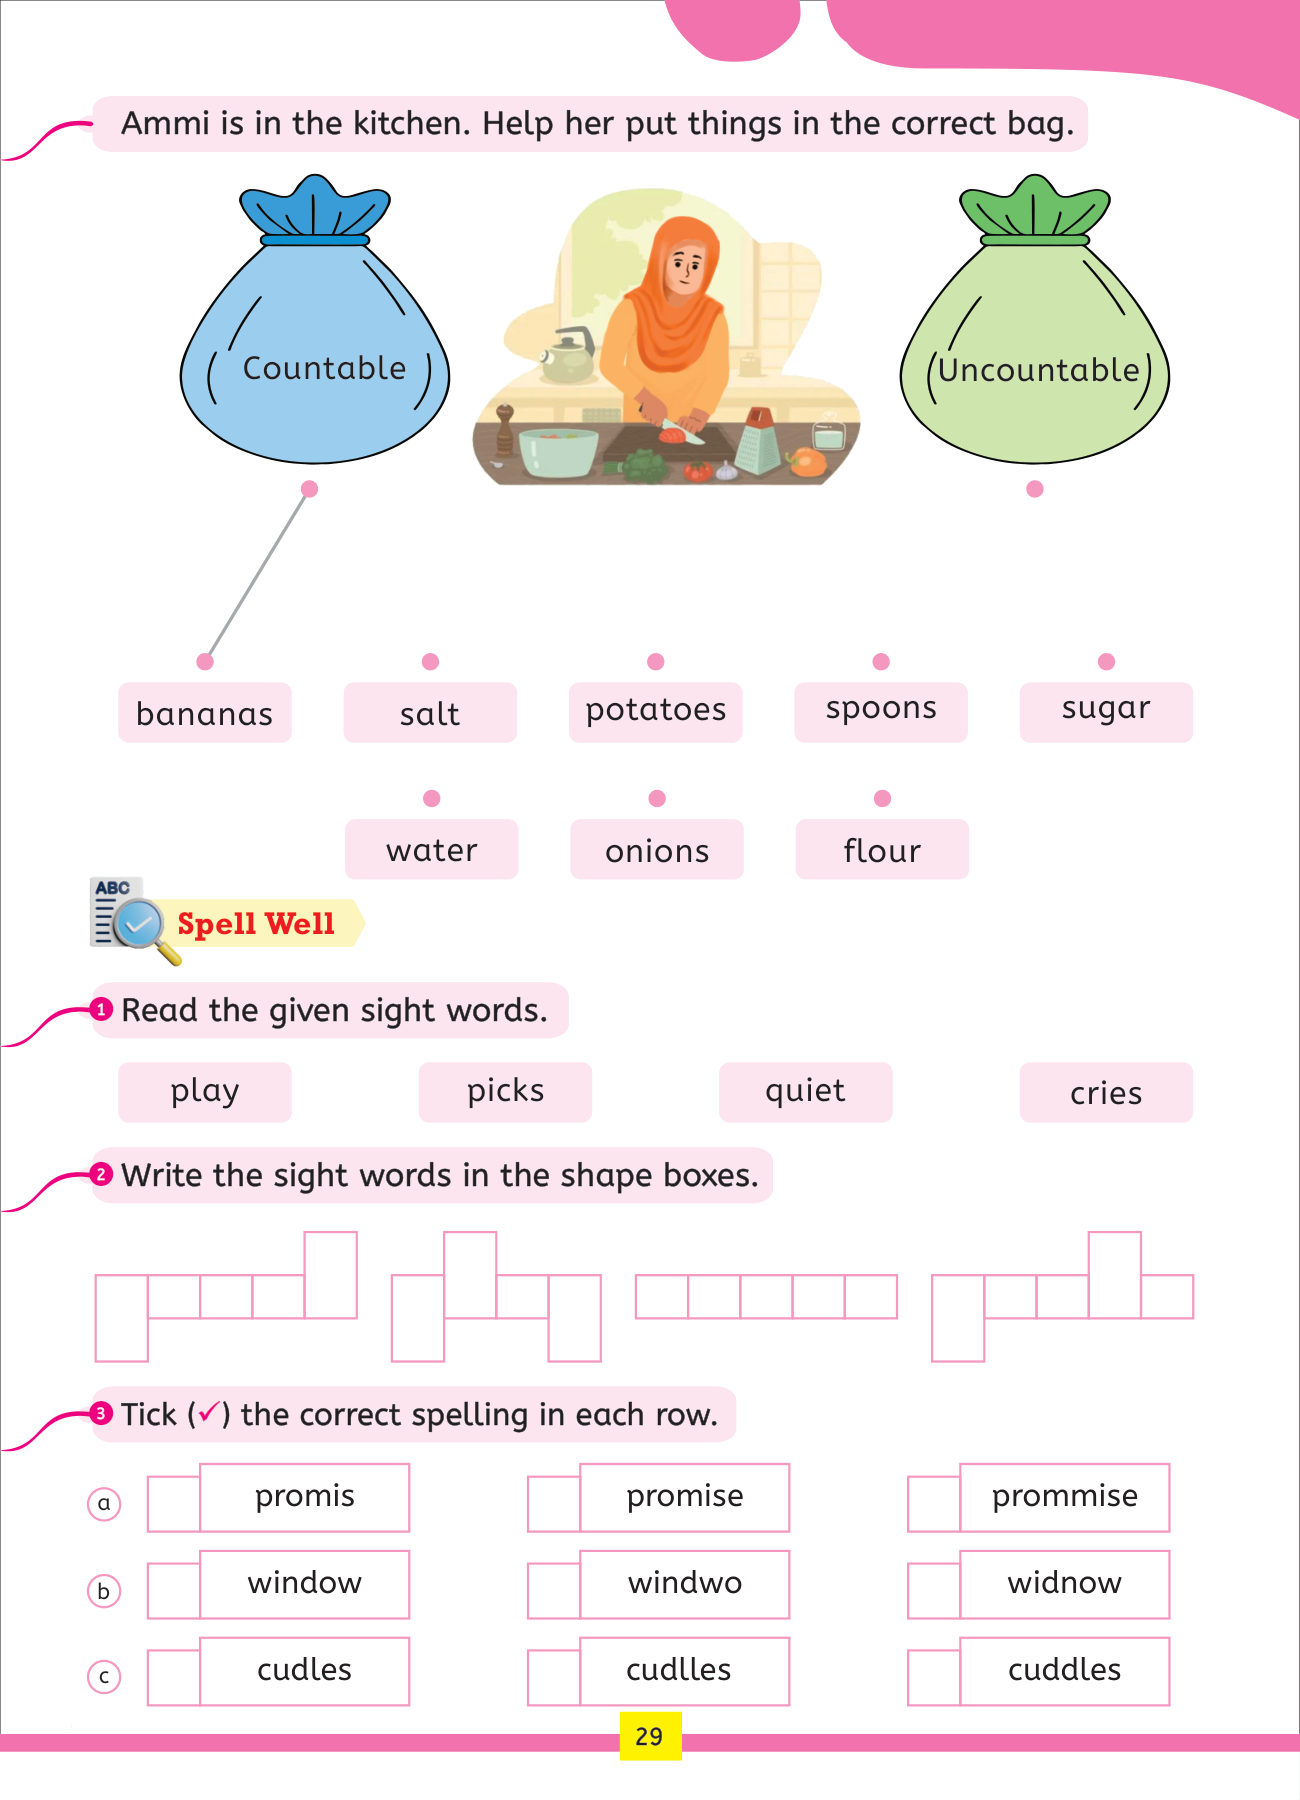 Ammi is in the kitchen. Help her put things in the correct bag.
Countable
Uncountable
bananas salt potatoes spoons sugar
water onions flour
ABC
Spell Well
1 Read the given sight words.
play picks quiet cries
2 Write the sight words in the shape boxes.
3 Tick (✓) the correct spelling in each row.
a promis promise prommise
b window windwo widnow
c cudles cudlles cuddles
29